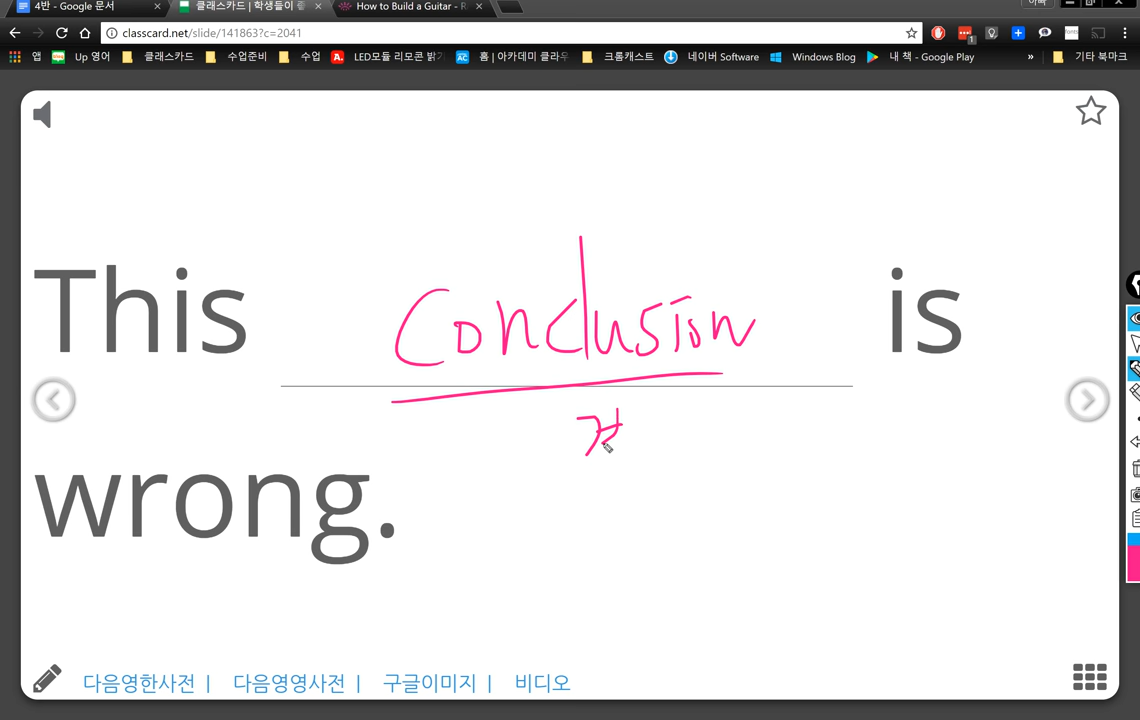 4반 - Google 문서
클래스카드 | 학생들이 즐
How to Build a Guitar - R
아빠
classcard.net/slide/141863?c=2041
앱 Up 영어 클래스카드 수업준비 수업 LED모듈 리모콘 밝기 홈 | 아카데미 클라우 크롬캐스트 네이버 Software Windows Blog 내 책 - Google Play » 기타 북마크
This Conclusion is
wrong.
다음영한사전 | 다음영영사전 | 구글이미지 | 비디오